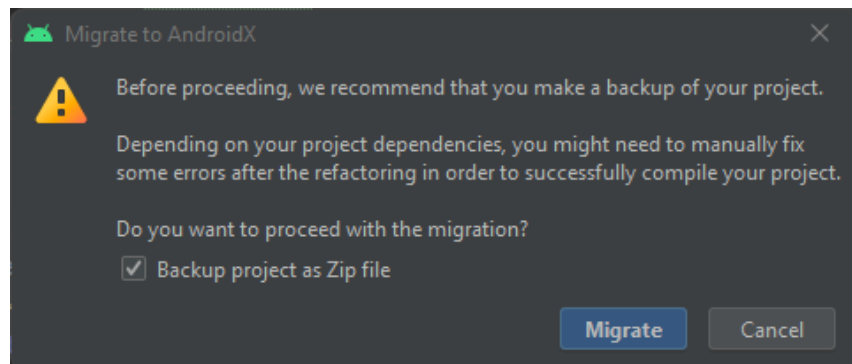 Migrate to AndroidX
Before proceeding, we recommend that you make a backup of your project.
Depending on your project dependencies, you might need to manually fix
some errors after the refactoring in order to successfully compile your project.
Do you want to proceed with the migration?
Backup project as Zip file
Migrate Cancel